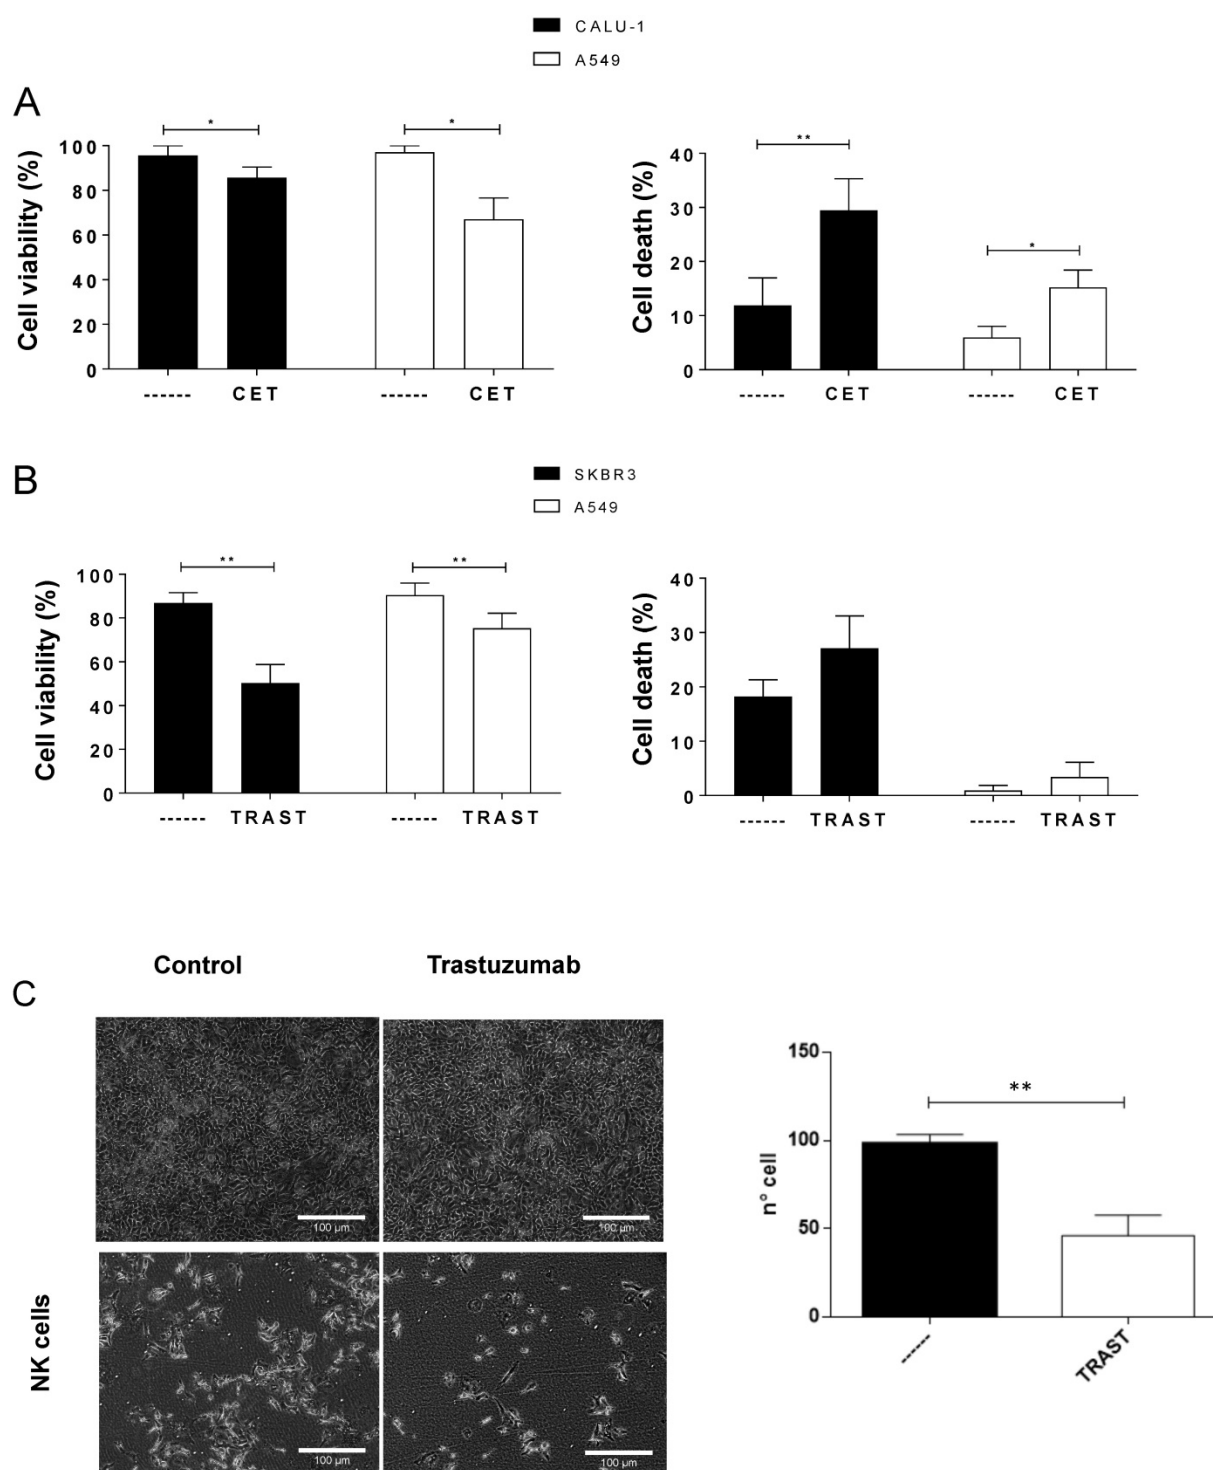 CALU-1
A549
A
Cell viability (%)
100
80
60
40
20
0
*
*
------
CET
------
CET
Cell death (%)
40
30
20
10
0
**
*
------
CET
------
CET
B
SKBR3
A549
Cell viability (%)
100
80
60
40
20
0
**
**
------
TRAST
------
TRAST
Cell death (%)
40
30
20
10
0
------
TRAST
------
TRAST
Control
Trastuzumab
C
100 µm
100 µm
NK cells
100 µm
100 µm
n° cell
150
100
50
0
**
------
TRAST